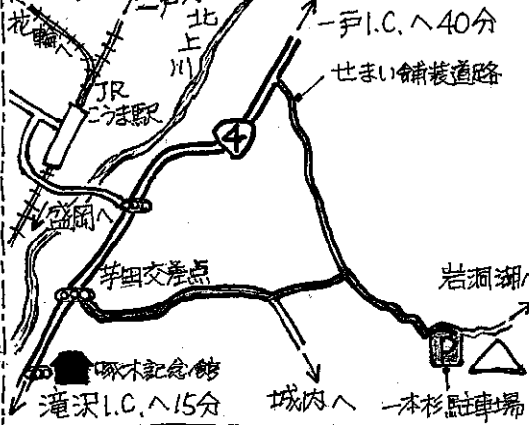 花
輪へ
一戸へ
北
上
川
一戸I.C.へ40分
せまい舗装道路
JR
こうま駅
4
盛岡へ
芋田交差点
岩洞湖へ
啄木記念館
P
滝沢I.C.へ15分
城内へ
一本杉駐車場